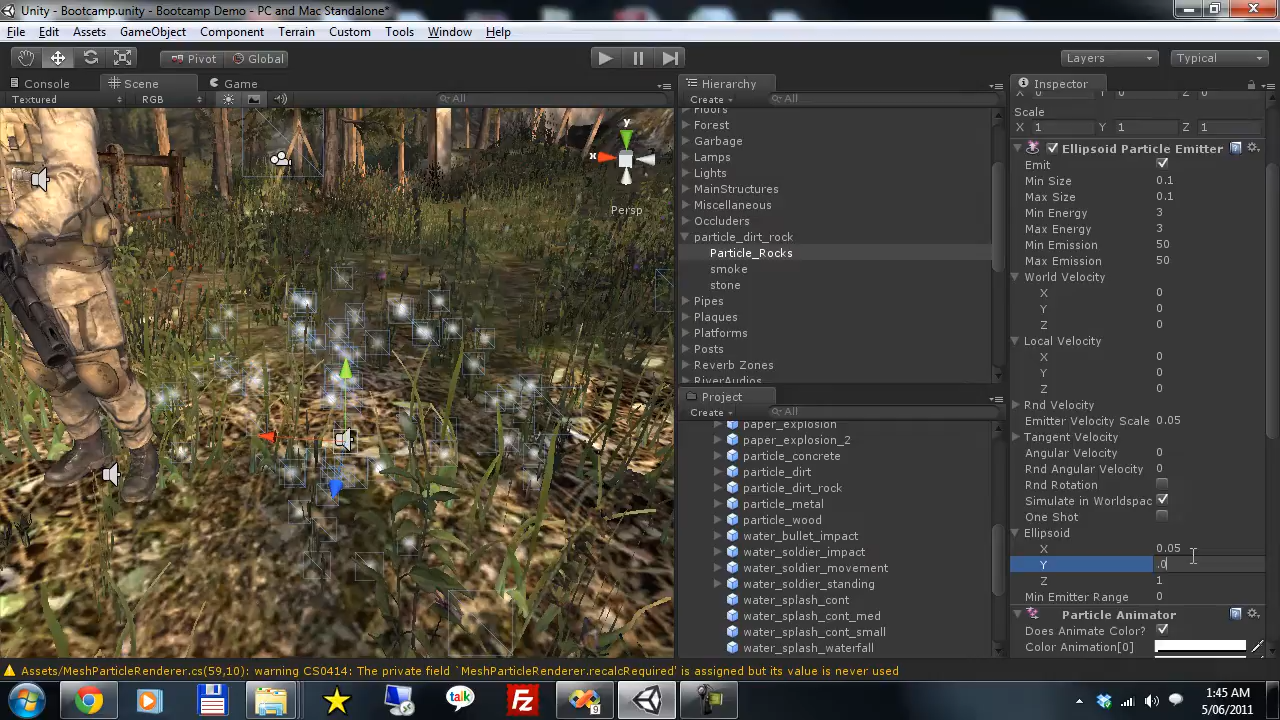 Unity - Bootcamp.unity - Bootcamp Demo - PC and Mac Standalone*
File Edit Assets GameObject Component Terrain Custom Tools Window Help
Pivot Global Layers Typical
Console Scene Game
Textured RGB All
y
x
Persp
Hierarchy
Create All
Floors
Forest
Garbage
Lamps
Lights
MainStructures
Miscellaneous
Occluders
particle_dirt_rock
Particle_Rocks
smoke
stone
Pipes
Plaques
Platforms
Posts
Reverb Zones
RiverAudios
Project
Create All
paper_explosion
paper_explosion_2
particle_concrete
particle_dirt
particle_dirt_rock
particle_metal
particle_wood
water_bullet_impact
water_soldier_impact
water_soldier_movement
water_soldier_standing
water_splash_cont
water_splash_cont_med
water_splash_cont_small
water_splash_waterfall
Inspector
X 0 Y 0 Z 0
Scale
X 1 Y 1 Z 1
Ellipsoid Particle Emitter
Emit
Min Size 0.1
Max Size 0.1
Min Energy 3
Max Energy 3
Min Emission 50
Max Emission 50
World Velocity
X 0
Y 0
Z 0
Local Velocity
X 0
Y 0
Z 0
Rnd Velocity
Emitter Velocity Scale 0.05
Tangent Velocity
Angular Velocity 0
Rnd Angular Velocity 0
Rnd Rotation
Simulate in Worldspac
One Shot
Ellipsoid
X 0.05
Y .0
Z 1
Min Emitter Range 0
Particle Animator
Does Animate Color?
Color Animation[0]
Assets/MeshParticleRenderer.cs(59,10): warning CS0414: The private field `MeshParticleRenderer.recalcRequired' is assigned but its value is never used
talk
FZ
9
1:45 AM
5/06/2011